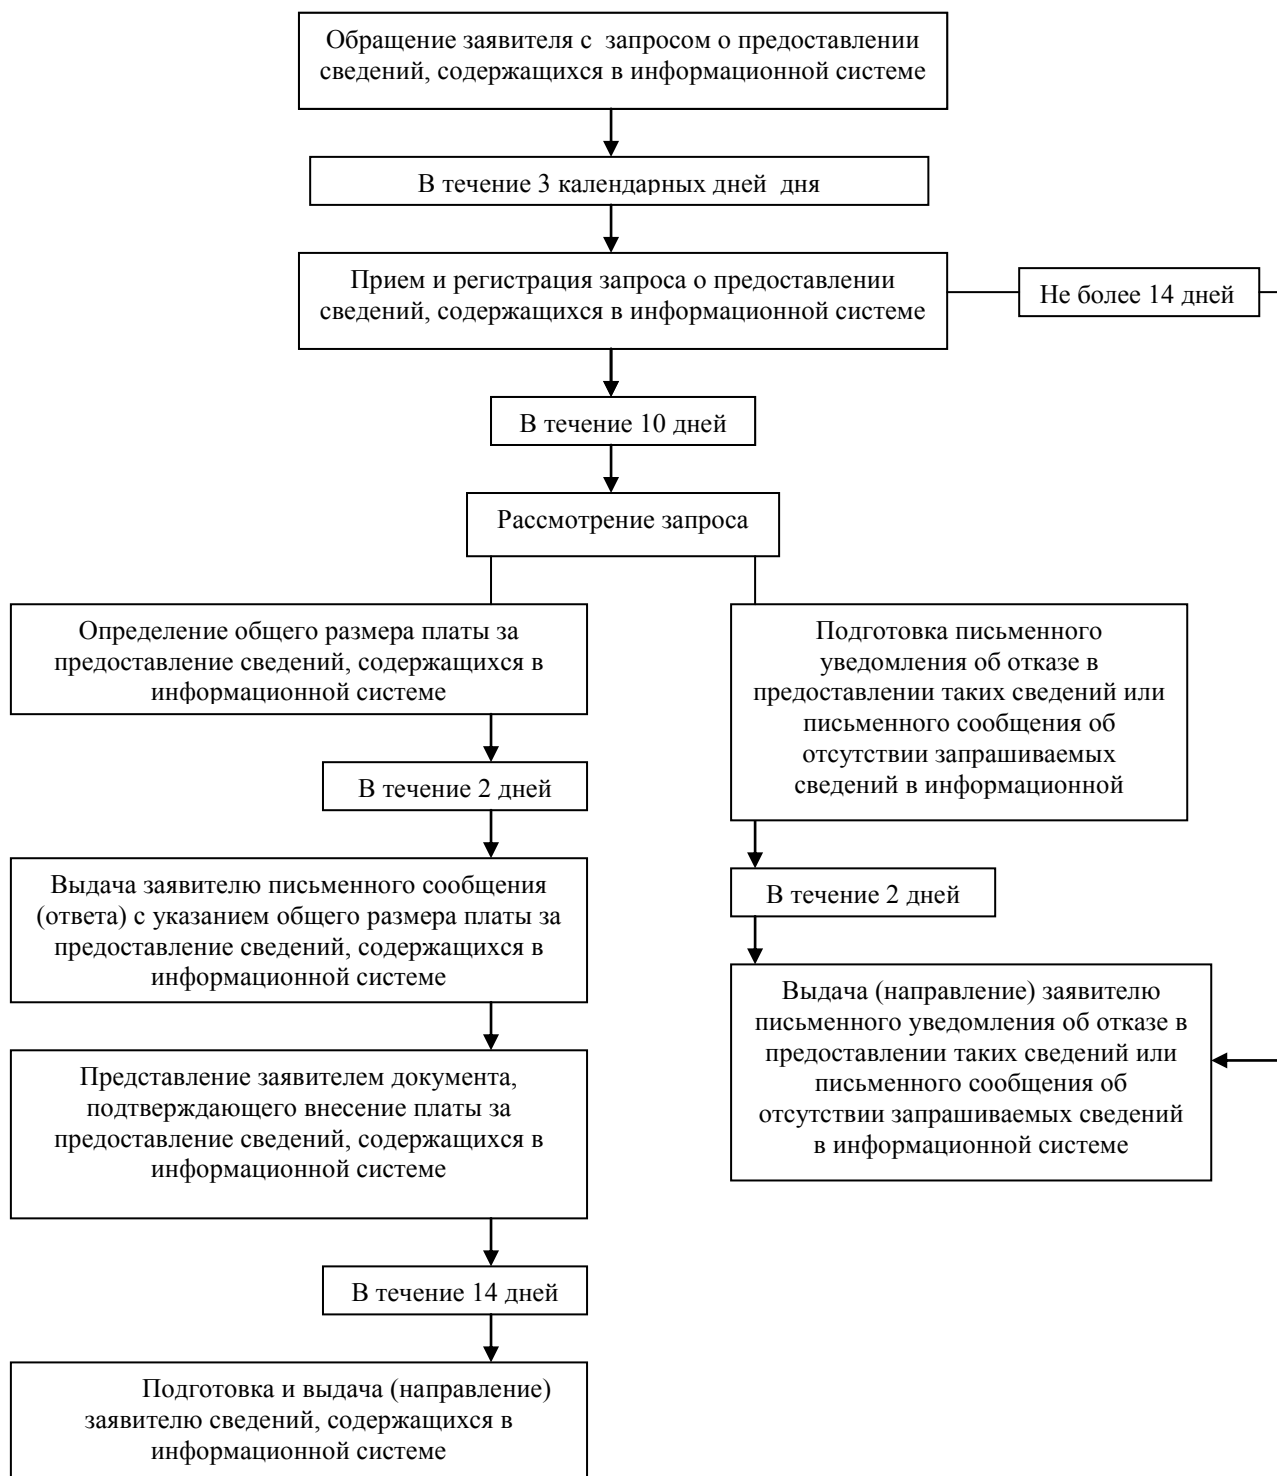 Обращение заявителя с запросом о предоставлении
сведений, содержащихся в информационной системе
В течение 3 календарных дней дня
Прием и регистрация запроса о предоставлении
сведений, содержащихся в информационной системе
Не более 14 дней
В течение 10 дней
Рассмотрение запроса
Определение общего размера платы за
предоставление сведений, содержащихся в
информационной системе
В течение 2 дней
Выдача заявителю письменного сообщения
(ответа) с указанием общего размера платы за
предоставление сведений, содержащихся в
информационной системе
Представление заявителем документа,
подтверждающего внесение платы за
предоставление сведений, содержащихся в
информационной системе
В течение 14 дней
Подготовка и выдача (направление)
заявителю сведений, содержащихся в
информационной системе
Подготовка письменного
уведомления об отказе в
предоставлении таких сведений или
письменного сообщения об
отсутствии запрашиваемых
сведений в информационной
В течение 2 дней
Выдача (направление) заявителю
письменного уведомления об отказе в
предоставлении таких сведений или
письменного сообщения об
отсутствии запрашиваемых сведений
в информационной системе